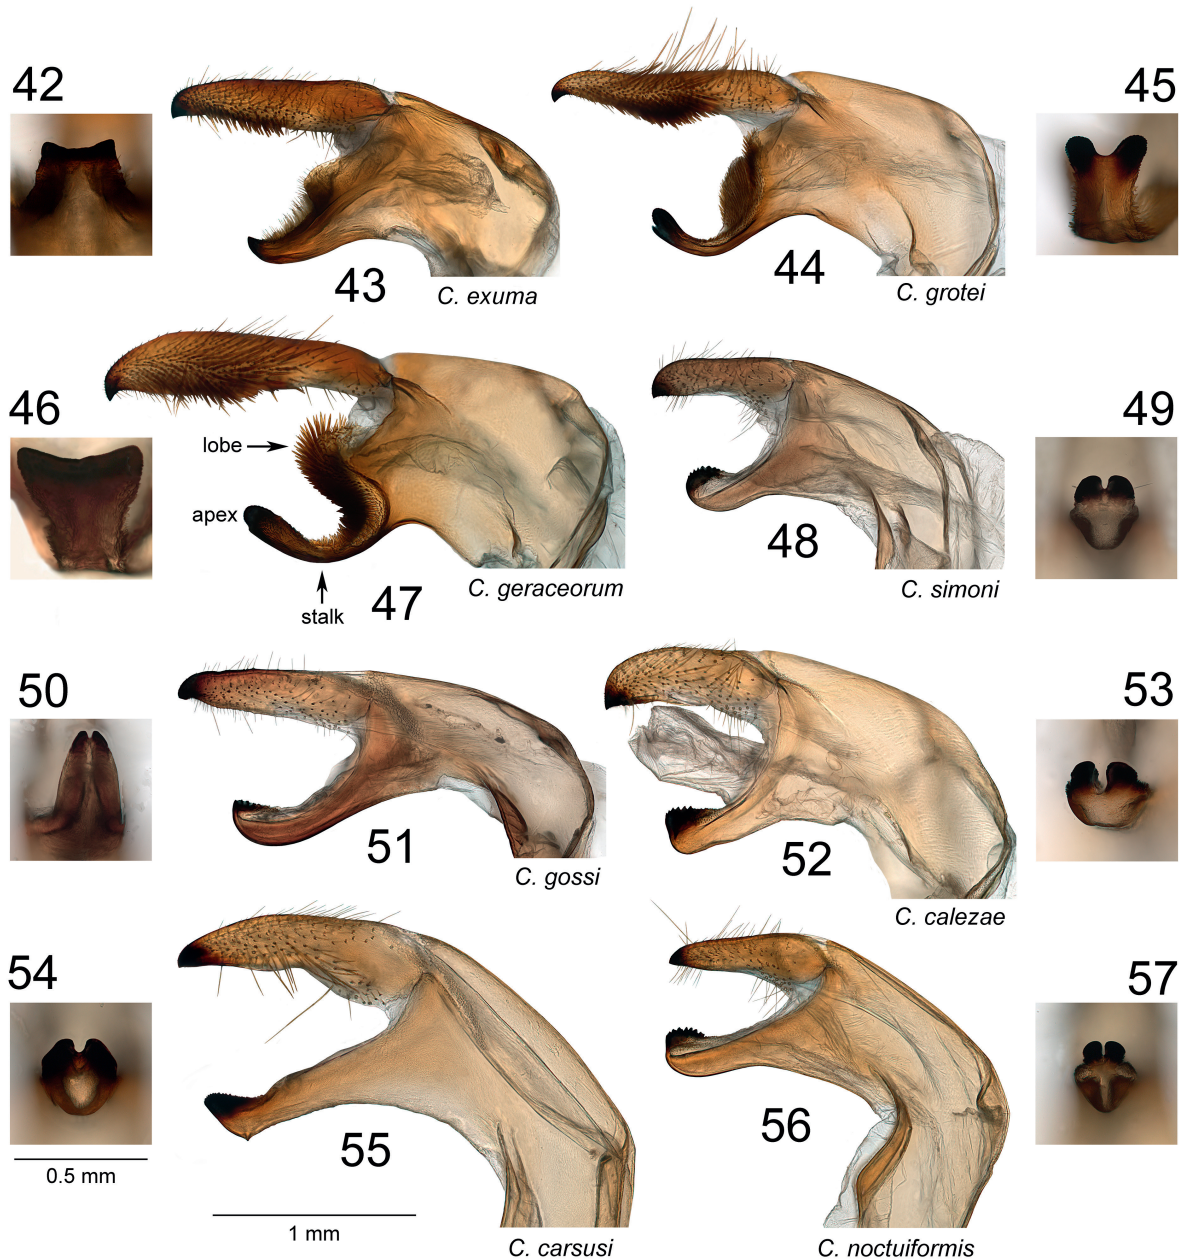 42
43
C. exuma
44
C. grotei
45
46
lobe
apex
stalk
47
C. geraceorum
48
C. simoni
49
50
51
C. gossi
52
C. calezae
53
54
0.5 mm
55
1 mm
C. carsusi
56
C. noctuiformis
57